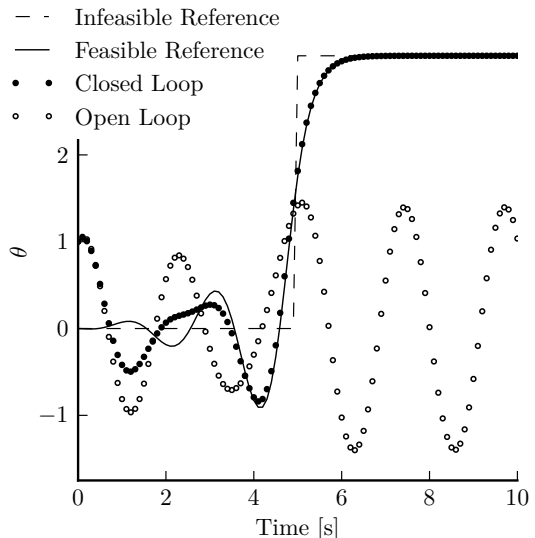 Infeasible Reference
Feasible Reference
Closed Loop
Open Loop
2
1
0
−1
θ
0 2 4 6 8 10
Time [s]